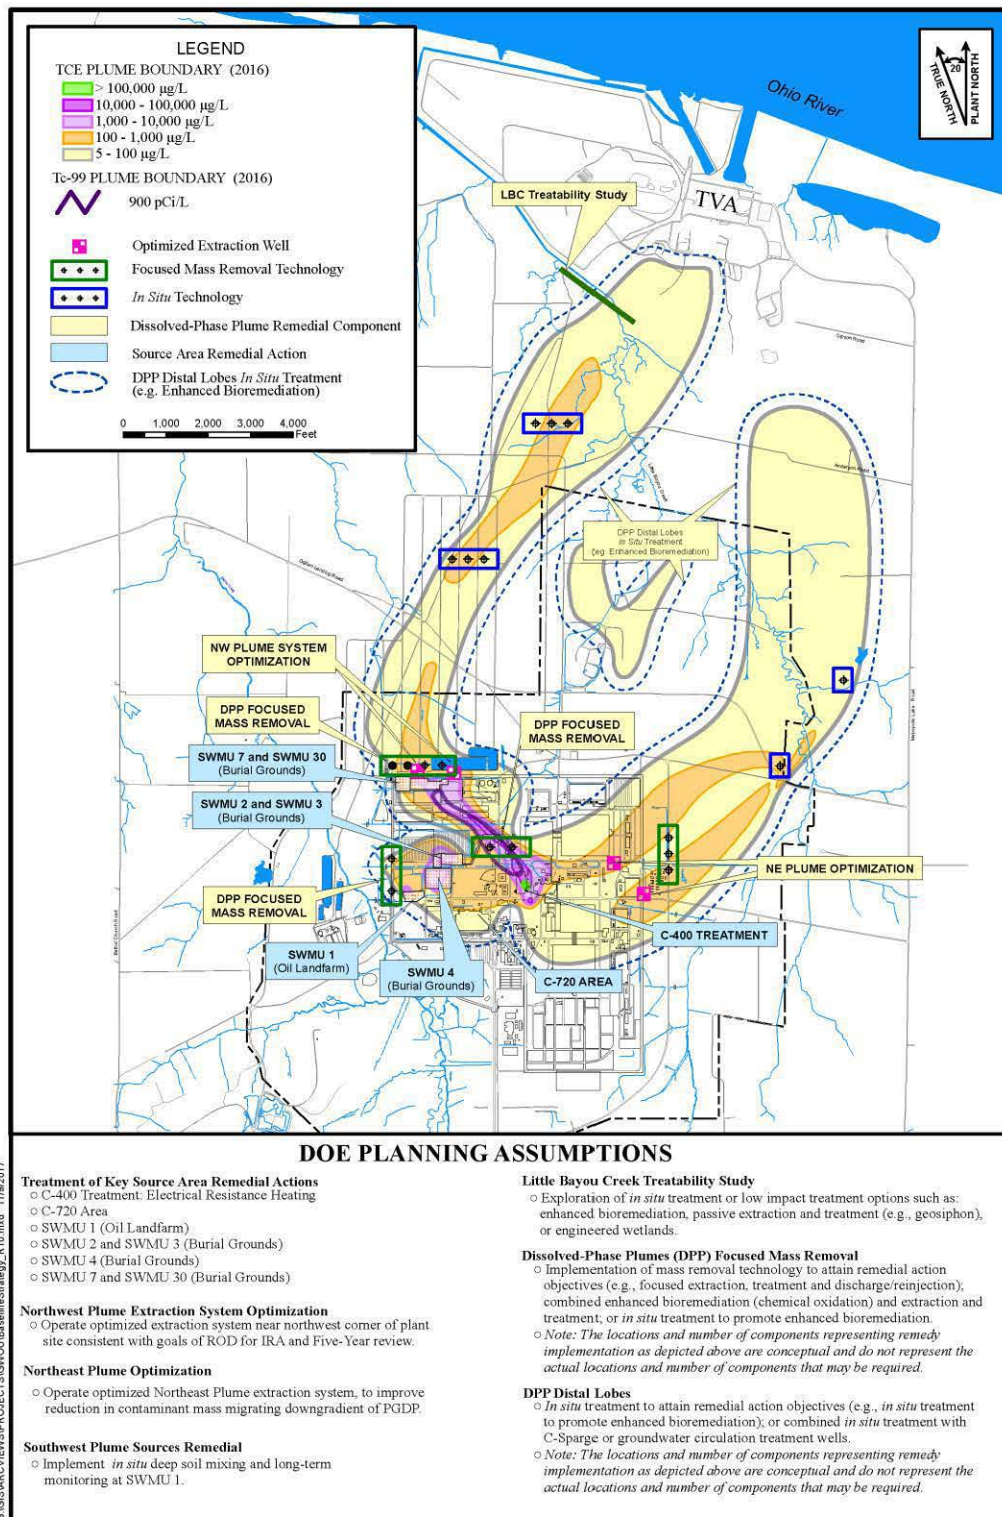 LEGEND
TCE PLUME BOUNDARY (2016)
> 100,000 µg/L
10,000 - 100,000 µg/L
1,000 - 10,000 µg/L
100 - 1,000 µg/L
5 - 100 µg/L
Tc-99 PLUME BOUNDARY (2016)
900 pCi/L
Optimized Extraction Well
Focused Mass Removal Technology
In Situ Technology
Dissolved-Phase Plume Remedial Component
Source Area Remedial Action
DPP Distal Lobes In Situ Treatment
(e.g. Enhanced Bioremediation)
0 1,000 2,000 3,000 4,000
Feet
TRUE NORTH
20
PLANT NORTH
Ohio River
TVA
LBC Treatability Study
Anderson Road
Little Bayou Creek
DPP Distal Lobes
in Situ Treatment
(eg. Enhanced Bioremediation)
Ogden Landing Road
Metropolis Lake Road
Bethel Church Road
NW PLUME SYSTEM
OPTIMIZATION
DPP FOCUSED
MASS REMOVAL
DPP FOCUSED
MASS REMOVAL
SWMU 7 and SWMU 30
(Burial Grounds)
SWMU 2 and SWMU 3
(Burial Grounds)
DPP FOCUSED
MASS REMOVAL
NE PLUME OPTIMIZATION
C-400 TREATMENT
SWMU 1
(Oil Landfarm)
SWMU 4
(Burial Grounds)
C-720 AREA
DOE PLANNING ASSUMPTIONS
Treatment of Key Source Area Remedial Actions
○ C-400 Treatment: Electrical Resistance Heating
○ C-720 Area
○ SWMU 1 (Oil Landfarm)
○ SWMU 2 and SWMU 3 (Burial Grounds)
○ SWMU 4 (Burial Grounds)
○ SWMU 7 and SWMU 30 (Burial Grounds)
Northwest Plume Extraction System Optimization
○ Operate optimized extraction system near northwest corner of plant
site consistent with goals of ROD for IRA and Five-Year review.
Northeast Plume Optimization
○ Operate optimized Northeast Plume extraction system, to improve
reduction in contaminant mass migrating downgradient of PGDP.
Southwest Plume Sources Remedial
○ Implement in situ deep soil mixing and long-term
monitoring at SWMU 1.
Little Bayou Creek Treatability Study
○ Exploration of in situ treatment or low impact treatment options such as:
enhanced bioremediation, passive extraction and treatment (e.g., geosiphon),
or engineered wetlands.
Dissolved-Phase Plumes (DPP) Focused Mass Removal
○ Implementation of mass removal technology to attain remedial action
objectives (e.g., focused extraction, treatment and discharge/reinjection);
combined enhanced bioremediation (chemical oxidation) and extraction and
treatment; or in situ treatment to promote enhanced bioremediation.
○ Note: The locations and number of components representing remedy
implementation as depicted above are conceptual and do not represent the
actual locations and number of components that may be required.
DPP Distal Lobes
○ In situ treatment to attain remedial action objectives (e.g., in situ treatment
to promote enhanced bioremediation); or combined in situ treatment with
C-Sparge or groundwater circulation treatment wells.
○ Note: The locations and number of components representing remedy
implementation as depicted above are conceptual and do not represent the
actual locations and number of components that may be required.